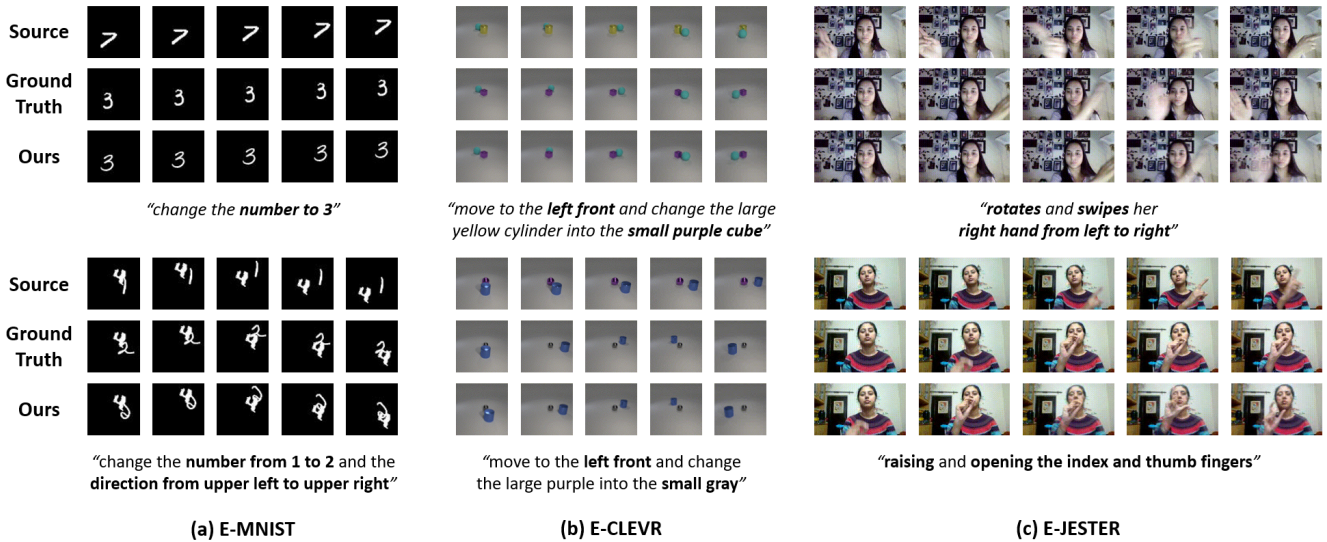 Source
Ground
Truth
Ours
"change the number to 3"
"move to the left front and change the large
yellow cylinder into the small purple cube"
"rotates and swipes her
right hand from left to right"
Source
Ground
Truth
Ours
"change the number from 1 to 2 and the
direction from upper left to upper right"
"move to the left front and change
the large purple into the small gray"
"raising and opening the index and thumb fingers"
(a) E-MNIST
(b) E-CLEVR
(c) E-JESTER